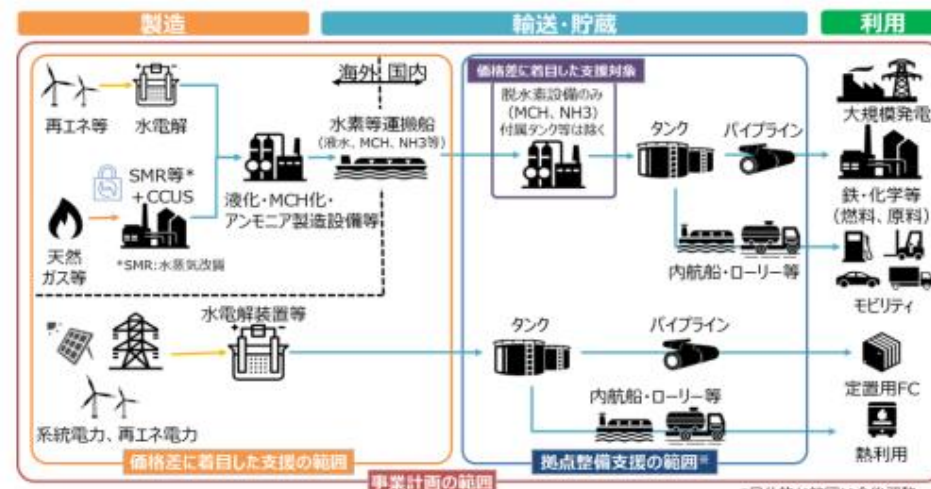 製造
輸送・貯蔵
利用
海外 国内
価格差に着目した支援対象
脱水素設備のみ
(MCH、NH3)
付属タンク等は除く
再エネ等
水電解
水素等運搬船
(液水、MCH、NH3等)
タンク
パイプライン
大規模発電
SMR等*
+CCUS
液化・MCH化・
アンモニア製造設備等
鉄・化学等
(燃料、原料)
天然
ガス等
*SMR:水蒸気改質
内航船・ローリー等
モビリティ
水電解装置等
タンク
パイプライン
定置用FC
内航船・ローリー等
系統電力、再エネ電力
熱利用
価格差に着目した支援の範囲
拠点整備支援の範囲※
事業計画の範囲